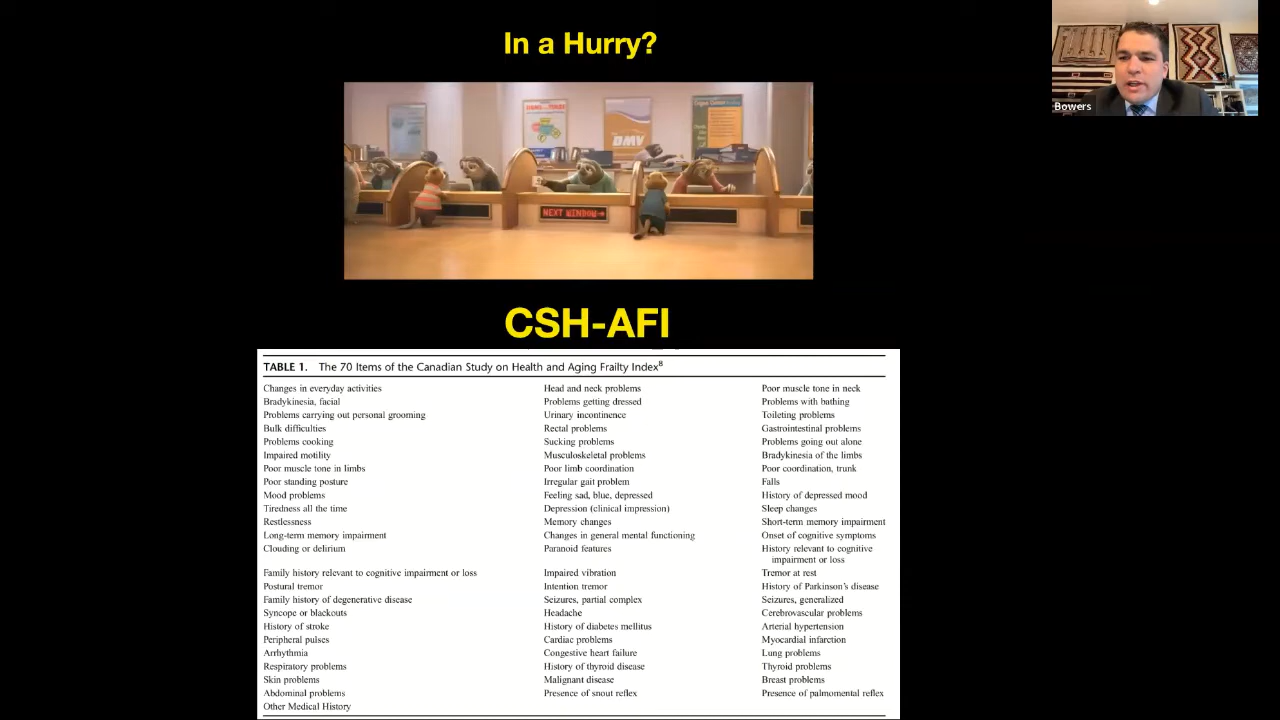 In a Hurry?
Bowers
DMV
NEXT WINDOW→
CSH-AFI
TABLE 1. The 70 Items of the Canadian Study on Health and Aging Frailty Index8
Changes in everyday activities Head and neck problems Poor muscle tone in neck
Bradykinesia, facial Problems getting dressed Problems with bathing
Problems carrying out personal grooming Urinary incontinence Toileting problems
Bulk difficulties Rectal problems Gastrointestinal problems
Problems cooking Sucking problems Problems going out alone
Impaired motility Musculoskeletal problems Bradykinesia of the limbs
Poor muscle tone in limbs Poor limb coordination Poor coordination, trunk
Poor standing posture Irregular gait problem Falls
Mood problems Feeling sad, blue, depressed History of depressed mood
Tiredness all the time Depression (clinical impression) Sleep changes
Restlessness Memory changes Short-term memory impairment
Long-term memory impairment Changes in general mental functioning Onset of cognitive symptoms
Clouding or delirium Paranoid features History relevant to cognitive
impairment or loss
Family history relevant to cognitive impairment or loss Impaired vibration Tremor at rest
Postural tremor Intention tremor History of Parkinson's disease
Family history of degenerative disease Seizures, partial complex Seizures, generalized
Syncope or blackouts Headache Cerebrovascular problems
History of stroke History of diabetes mellitus Arterial hypertension
Peripheral pulses Cardiac problems Myocardial infarction
Arrhythmia Congestive heart failure Lung problems
Respiratory problems History of thyroid disease Thyroid problems
Skin problems Malignant disease Breast problems
Abdominal problems Presence of snout reflex Presence of palmomental reflex
Other Medical History